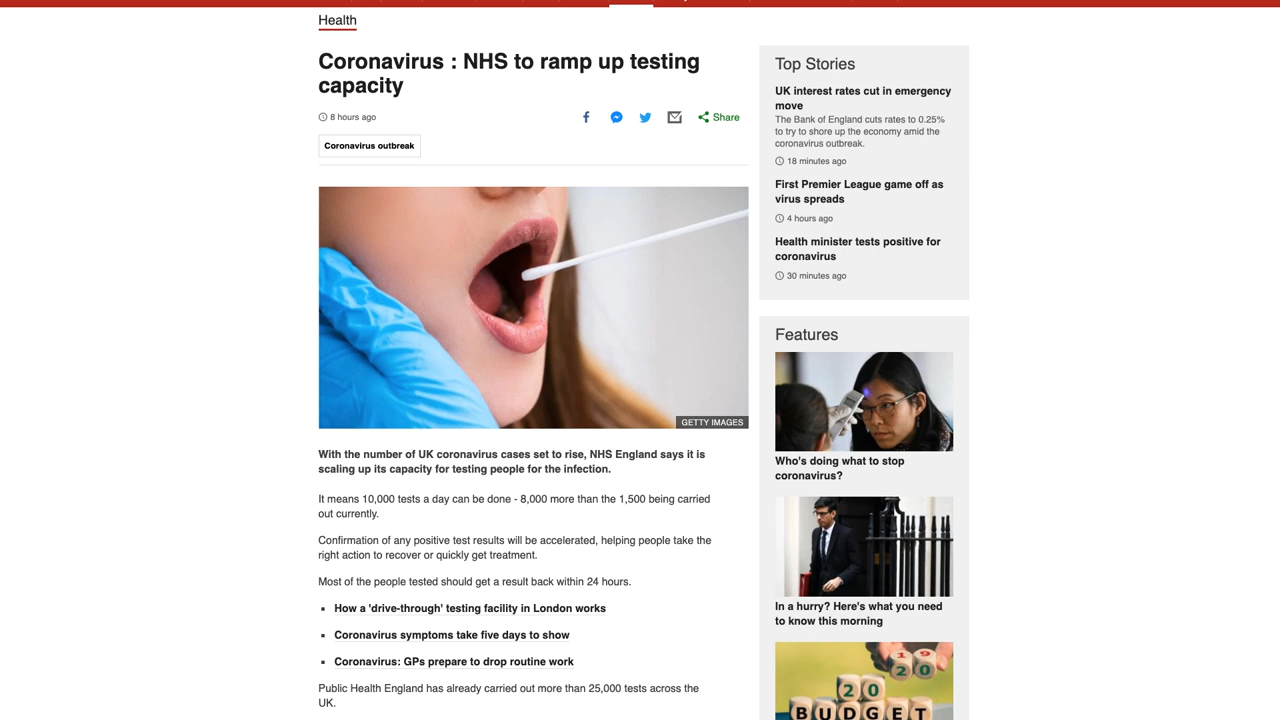 Health
Coronavirus : NHS to ramp up testing
capacity
8 hours ago
Share
Coronavirus outbreak
GETTY IMAGES
With the number of UK coronavirus cases set to rise, NHS England says it is
scaling up its capacity for testing people for the infection.
It means 10,000 tests a day can be done - 8,000 more than the 1,500 being carried
out currently.
Confirmation of any positive test results will be accelerated, helping people take the
right action to recover or quickly get treatment.
Most of the people tested should get a result back within 24 hours.
How a 'drive-through' testing facility in London works
Coronavirus symptoms take five days to show
Coronavirus: GPs prepare to drop routine work
Public Health England has already carried out more than 25,000 tests across the
UK.
Top Stories
UK interest rates cut in emergency
move
The Bank of England cuts rates to 0.25%
to try to shore up the economy amid the
coronavirus outbreak.
18 minutes ago
First Premier League game off as
virus spreads
4 hours ago
Health minister tests positive for
coronavirus
30 minutes ago
Features
Who's doing what to stop
coronavirus?
In a hurry? Here's what you need
to know this morning
19
20
20
BUDGET